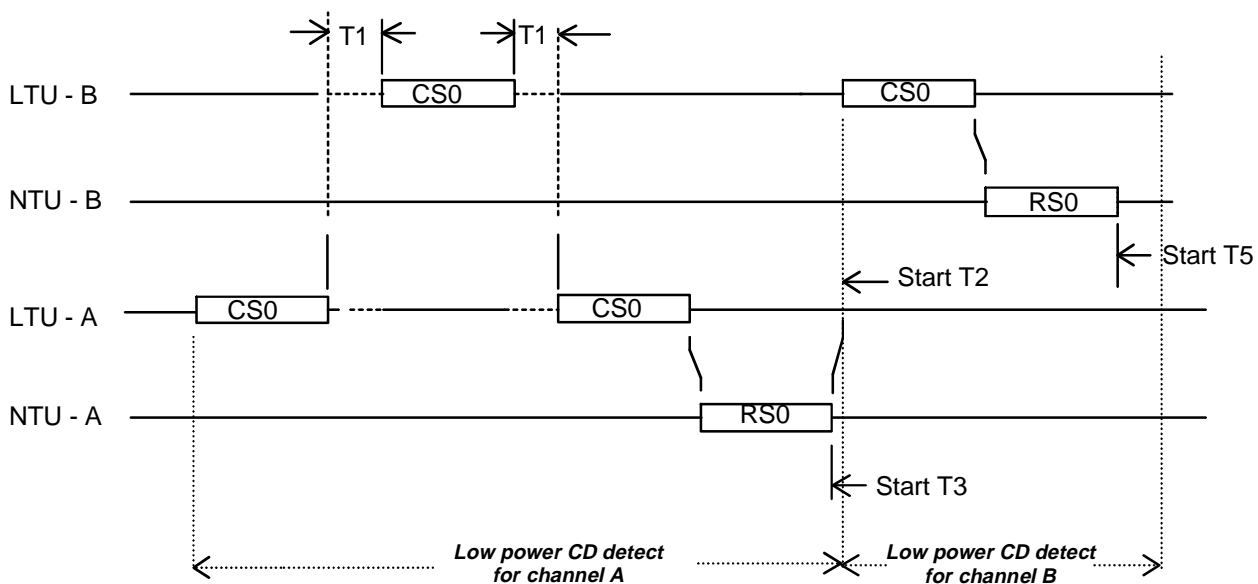 T1 T1
LTU - B CS0 CS0
NTU - B RS0
Start T5
Start T2
LTU - A CS0 CS0
NTU - A RS0
Start T3
Low power CD detect
for channel A
Low power CD detect
for channel B